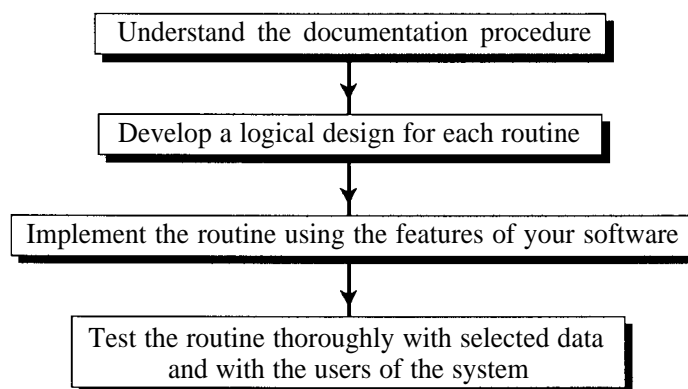 Understand the documentation procedure
Develop a logical design for each routine
Implement the routine using the features of your software
Test the routine thoroughly with selected data
and with the users of the system